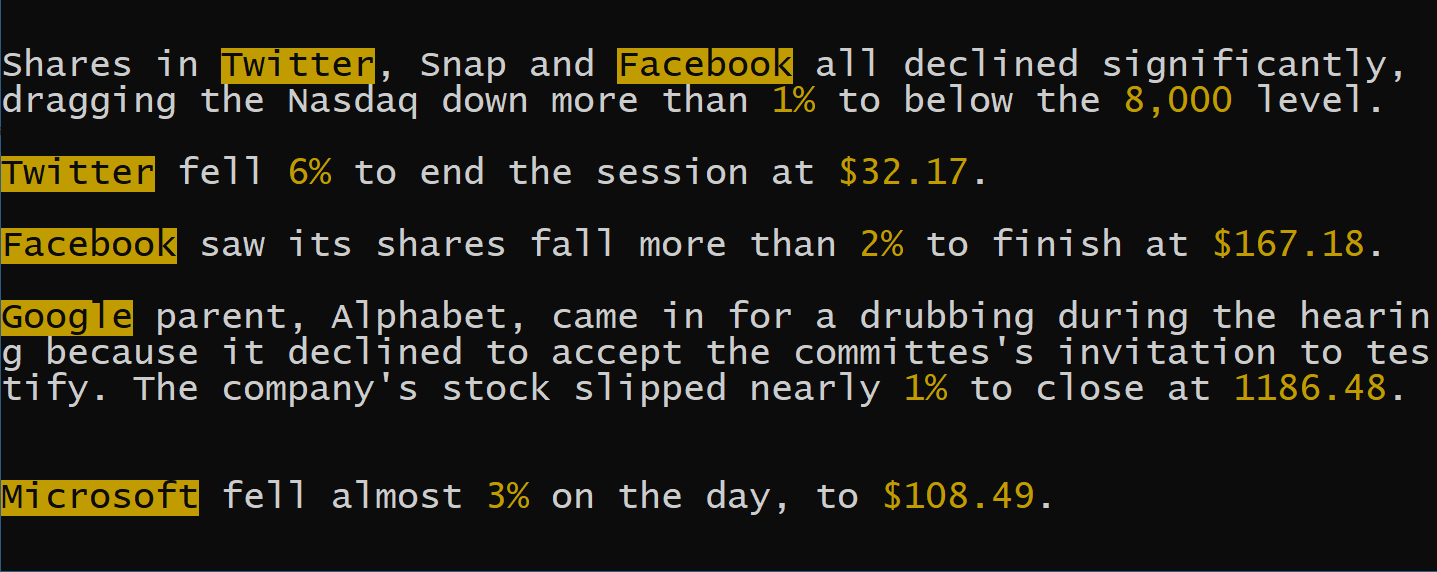 Shares in Twitter, Snap and Facebook all declined significantly,
dragging the Nasdaq down more than 1% to below the 8,000 level.
Twitter fell 6% to end the session at $32.17.
Facebook saw its shares fall more than 2% to finish at $167.18.
Google parent, Alphabet, came in for a drubbing during the hearin
g because it declined to accept the committes's invitation to tes
tify. The company's stock slipped nearly 1% to close at 1186.48.
Microsoft fell almost 3% on the day, to $108.49.